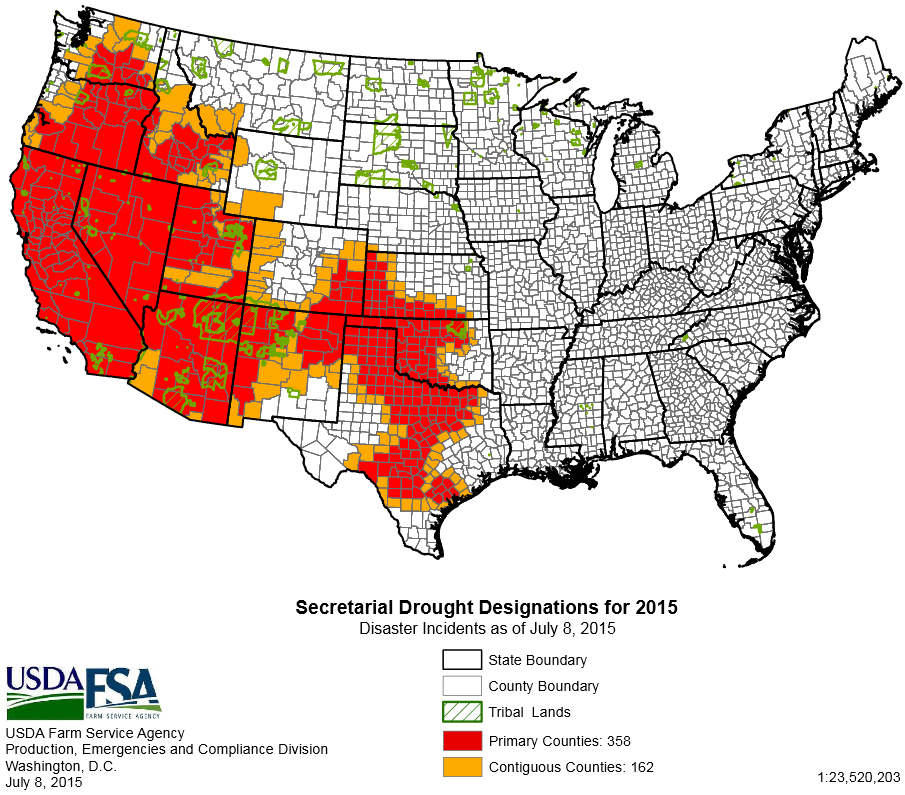 Secretarial Drought Designations for 2015
Disaster Incidents as of July 8, 2015
State Boundary
County Boundary
Tribal Lands
Primary Counties: 358
Contiguous Counties: 162
USDA FSA
FARM SERVICE AGENCY
USDA Farm Service Agency
Production, Emergencies and Compliance Division
Washington, D.C.
July 8, 2015
1:23,520,203